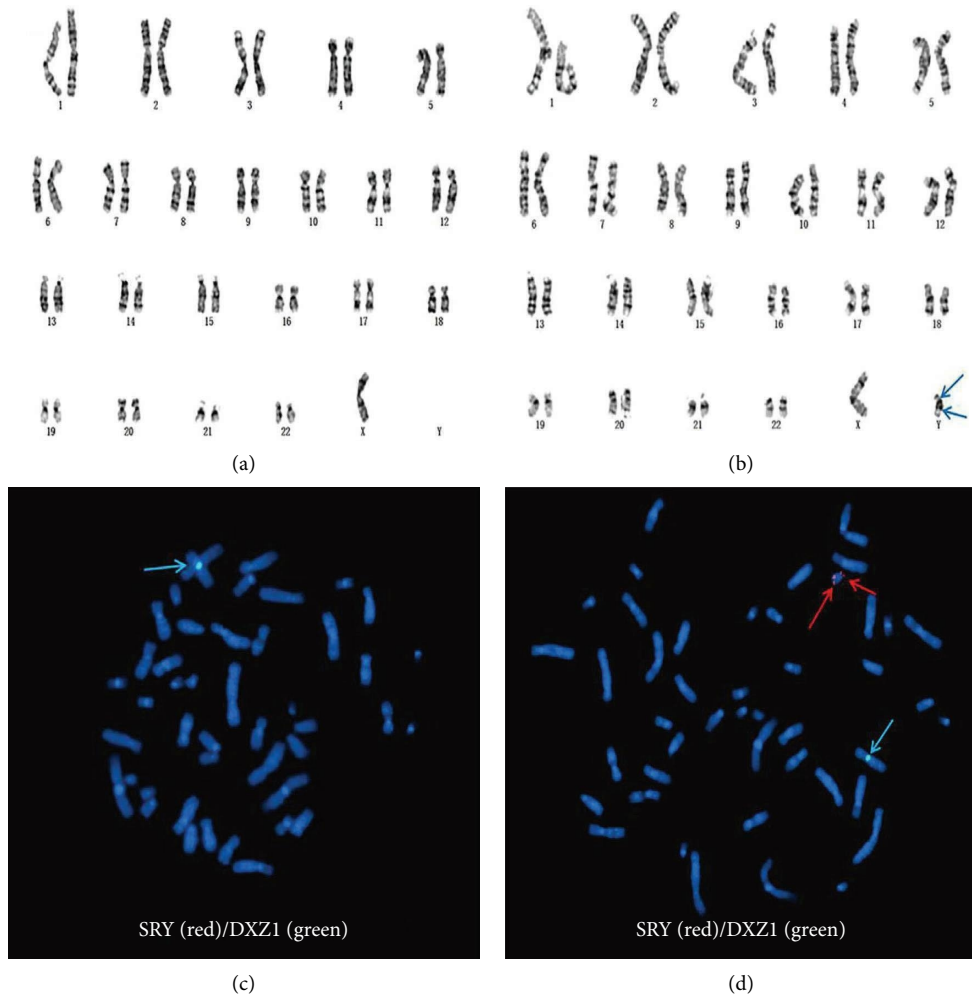 1 2 3 4 5
6 7 8 9 10 11 12
13 14 15 16 17 18
19 20 21 22 X Y
(a)
1 2 3 4 5
6 7 8 9 10 11 12
13 14 15 16 17 18
19 20 21 22 X Y
(b)
SRY (red)/DXZ1 (green)
(c)
SRY (red)/DXZ1 (green)
(d)